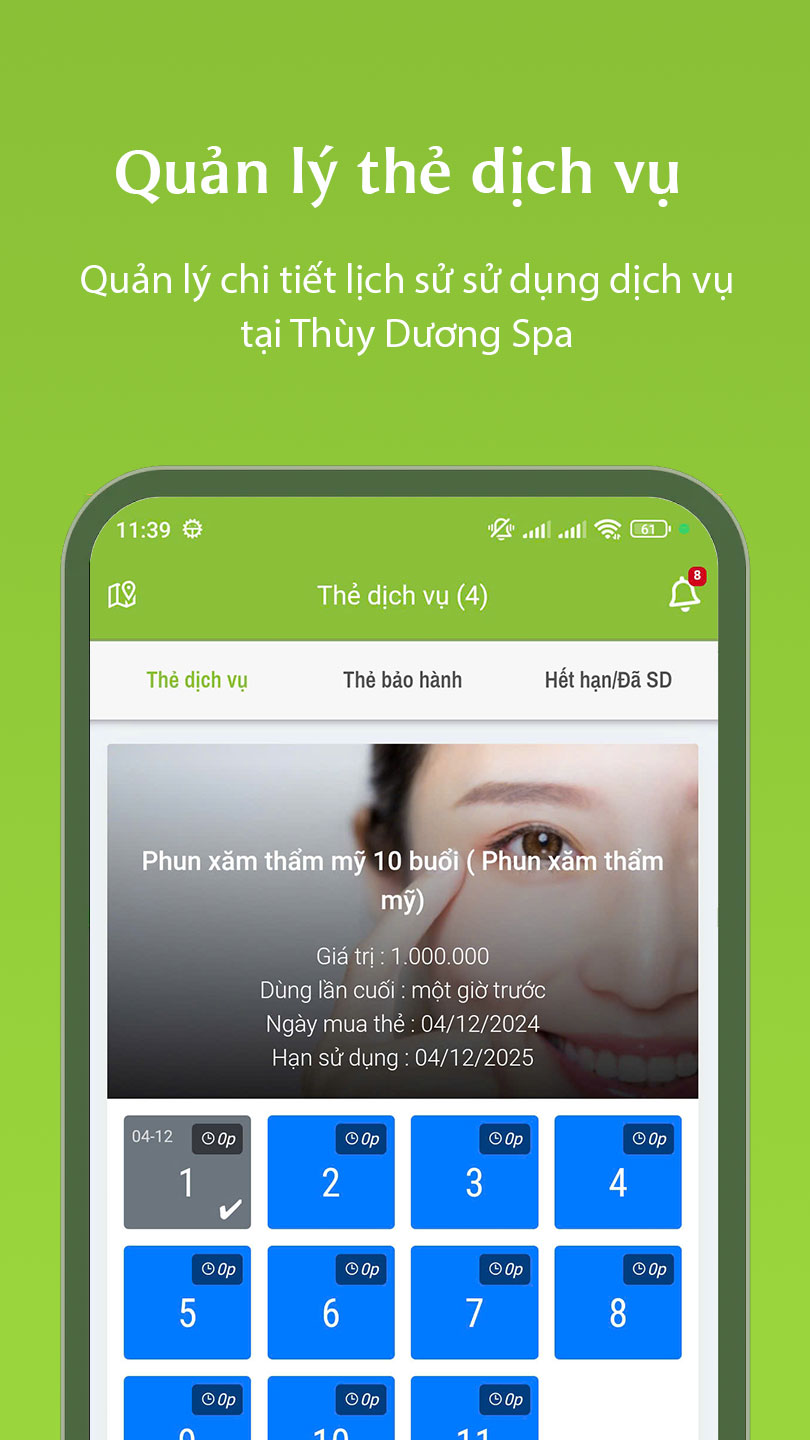 Quản lý thẻ dịch vụ
Quản lý chi tiết lịch sử sử dụng dịch vụ
tại Thùy Dương Spa
11:39
61
Thẻ dịch vụ (4)
8
Thẻ dịch vụ
Thẻ bảo hành
Hết hạn/Đã SD
Phun xăm thẩm mỹ 10 buổi ( Phun xăm thẩm
mỹ)
Giá trị : 1.000.000
Dùng lần cuối : một giờ trước
Ngày mua thẻ : 04/12/2024
Hạn sử dụng : 04/12/2025
04-12 0p 0p 0p 0p
1 2 3 4
0p 0p 0p 0p
5 6 7 8
0p 0p 0p
9 10 11